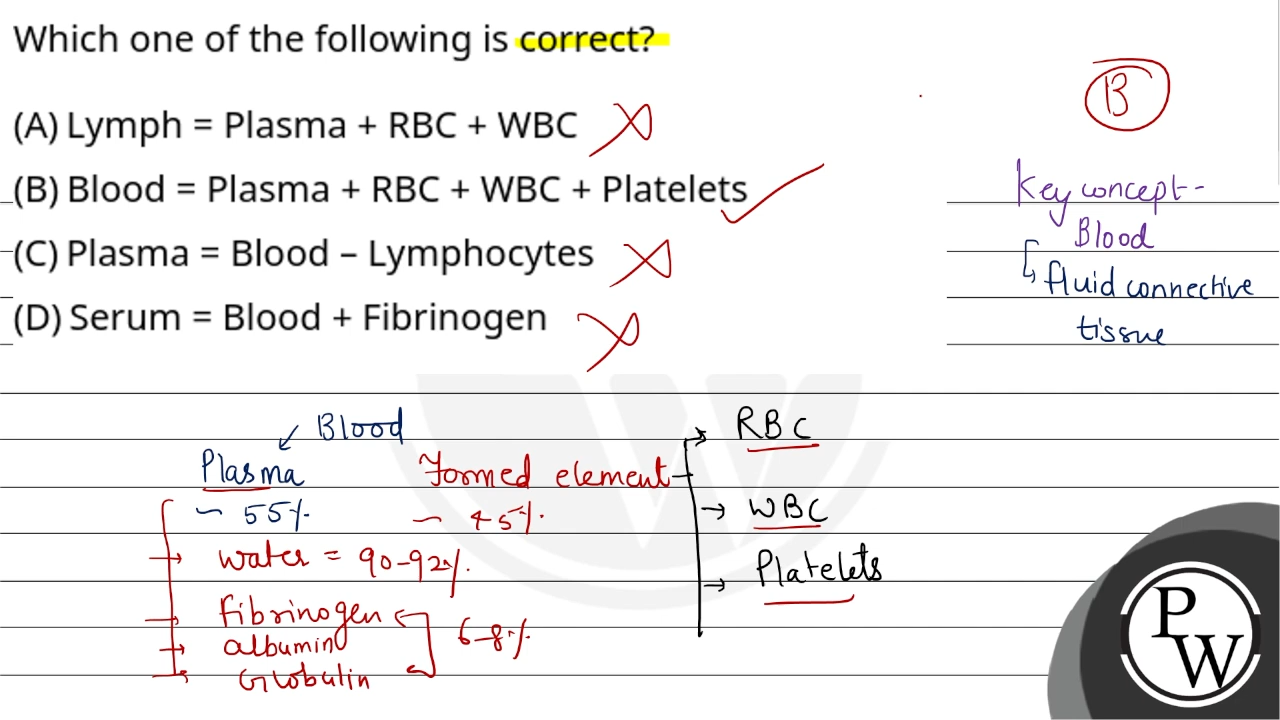 Which one of the following is correct?
(A) Lymph = Plasma + RBC + WBC
(B) Blood = Plasma + RBC + WBC + Platelets
(C) Plasma = Blood – Lymphocytes
(D) Serum = Blood + Fibrinogen
B
Key concept-
Blood
fluid connective
tissue
Blood
Plasma
~ 55%.
water = 90-92%.
fibrinogen
albumin
Globulin
6-8%
Formed element
~ 45%.
RBC
WBC
Platelets
P
W